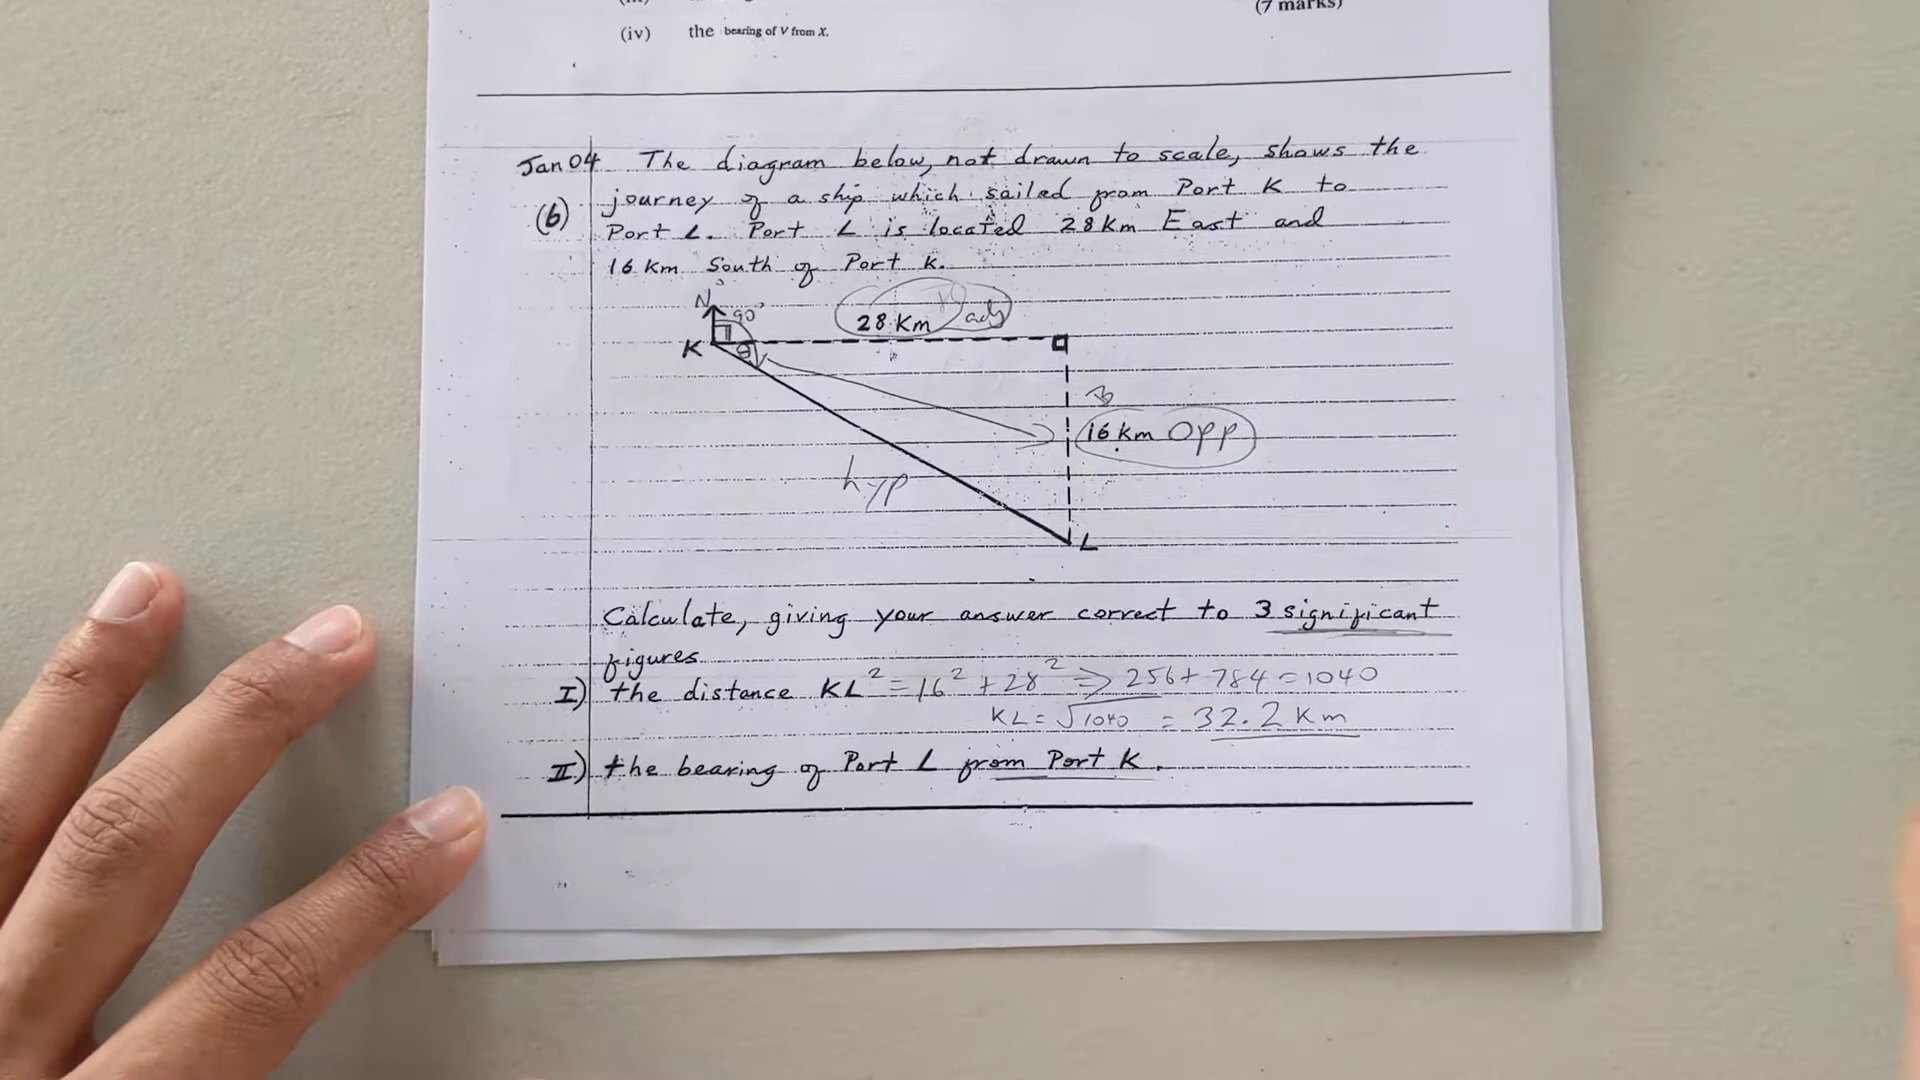 (7 marks)
(iv) the bearing of V from X.
Jan 04 The diagram below, not drawn to scale, shows the
(b) journey of a ship which sailed from Port K to
Port L. Port L is located 28km East and
16 km South of Port K.
N
90°
28 Km adj
K
θ
16 km Opp
hyp
L
Calculate, giving your answer correct to 3 significant
figures
I) the distance KL² = 16² + 28² => 256 + 784 = 1040
KL = √1040 = 32.2 Km
II) the bearing of Port L from Port K.